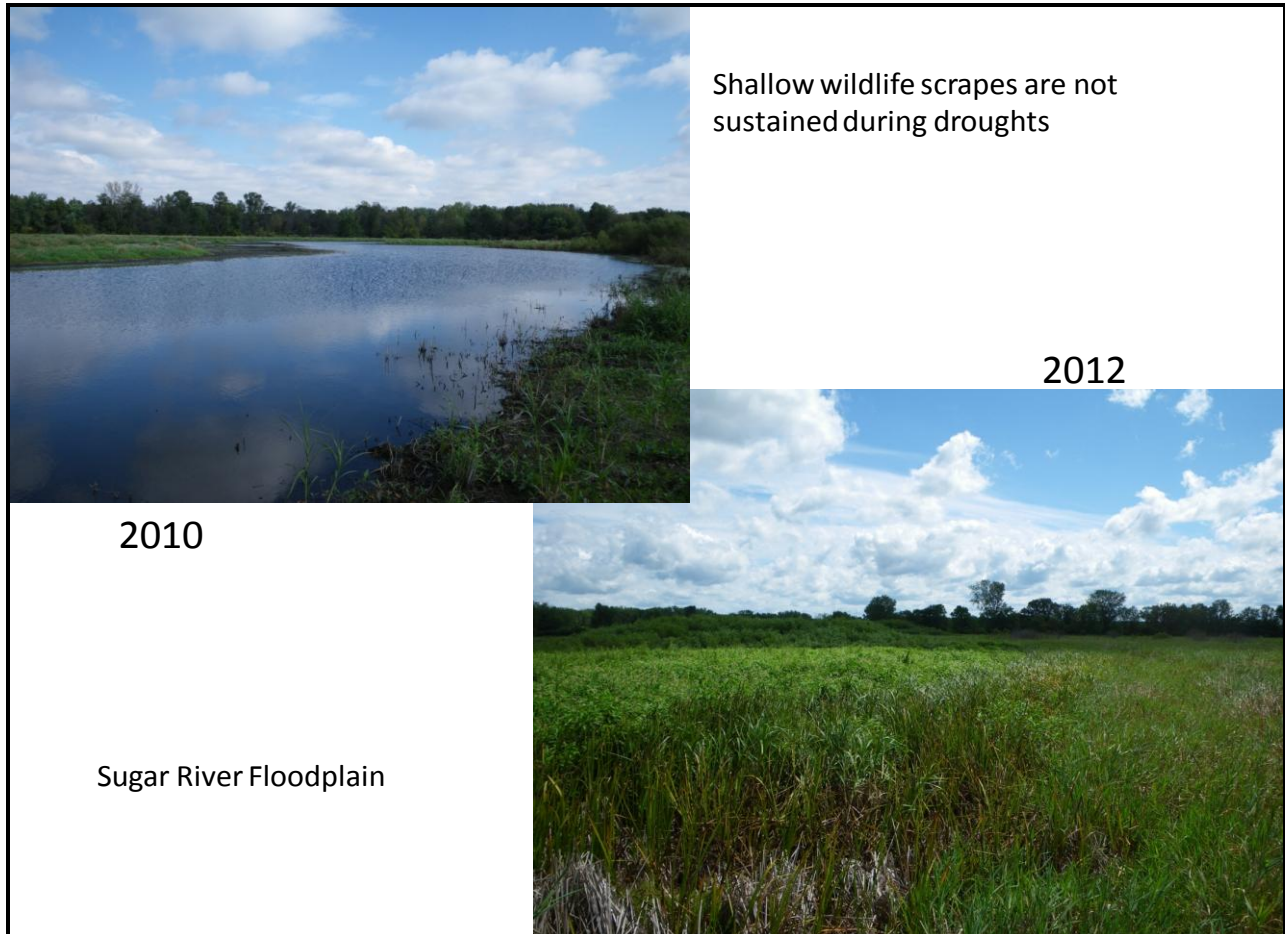 Shallow wildlife scrapes are not
sustained during droughts
2012
2010
Sugar River Floodplain